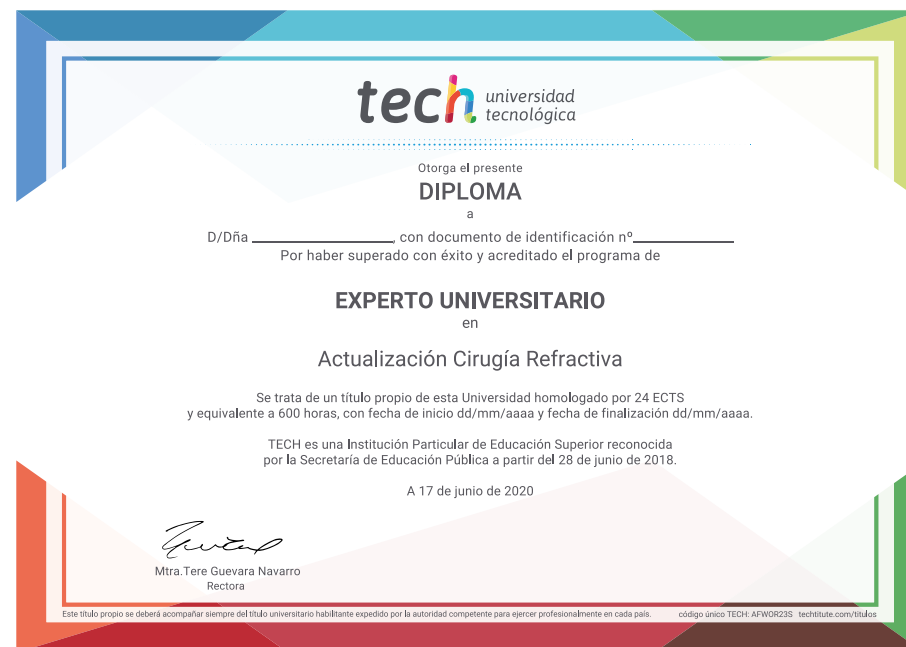 tech universidad
tecnológica
Otorga el presente
DIPLOMA
a
D/Dña ____________________, con documento de identificación nº______________
Por haber superado con éxito y acreditado el programa de
EXPERTO UNIVERSITARIO
en
Actualización Cirugía Refractiva
Se trata de un título propio de esta Universidad homologado por 24 ECTS
y equivalente a 600 horas, con fecha de inicio dd/mm/aaaa y fecha de finalización dd/mm/aaaa.
TECH es una Institución Particular de Educación Superior reconocida
por la Secretaría de Educación Pública a partir del 28 de junio de 2018.
A 17 de junio de 2020
Mtra.Tere Guevara Navarro
Rectora
Este título propio se deberá acompañar siempre del título universitario habilitante expedido por la autoridad competente para ejercer profesionalmente en cada país. código único TECH: AFWOR23S techtitute.com/titulos